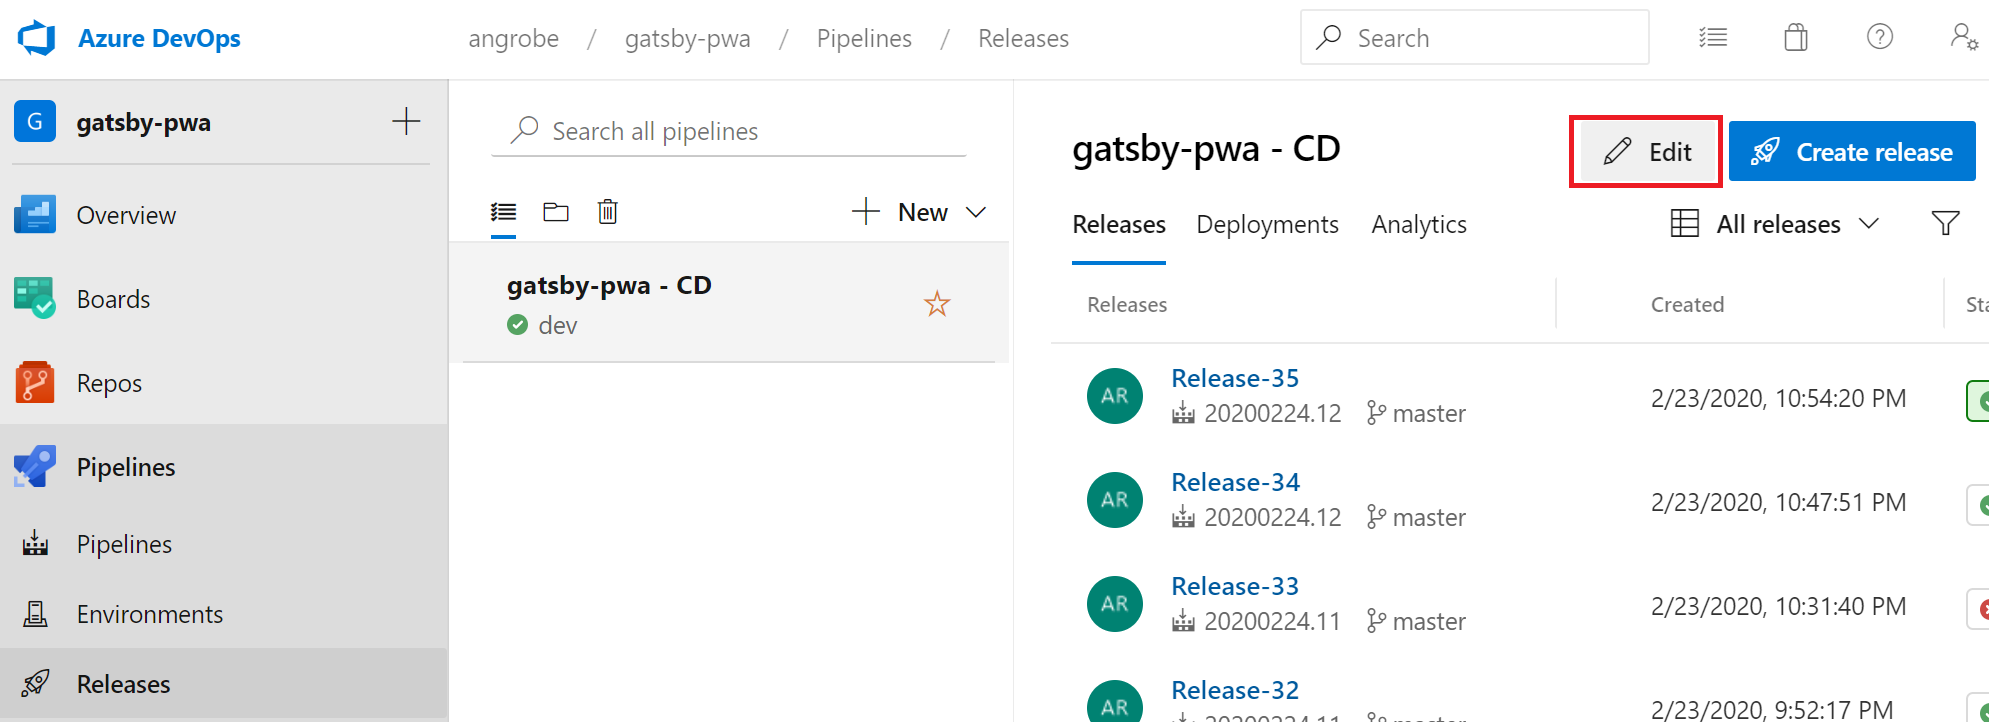 Azure DevOps
angrobe / gatsby-pwa / Pipelines / Releases
Search
G gatsby-pwa
Overview
Boards
Repos
Pipelines
Pipelines
Environments
Releases
Search all pipelines
New
gatsby-pwa - CD
dev
gatsby-pwa - CD
Edit
Create release
Releases Deployments Analytics
All releases
Releases Created
AR Release-35
20200224.12 master
2/23/2020, 10:54:20 PM
AR Release-34
20200224.12 master
2/23/2020, 10:47:51 PM
AR Release-33
20200224.11 master
2/23/2020, 10:31:40 PM
AR Release-32
20200224.11 master
2/23/2020, 9:52:17 PM